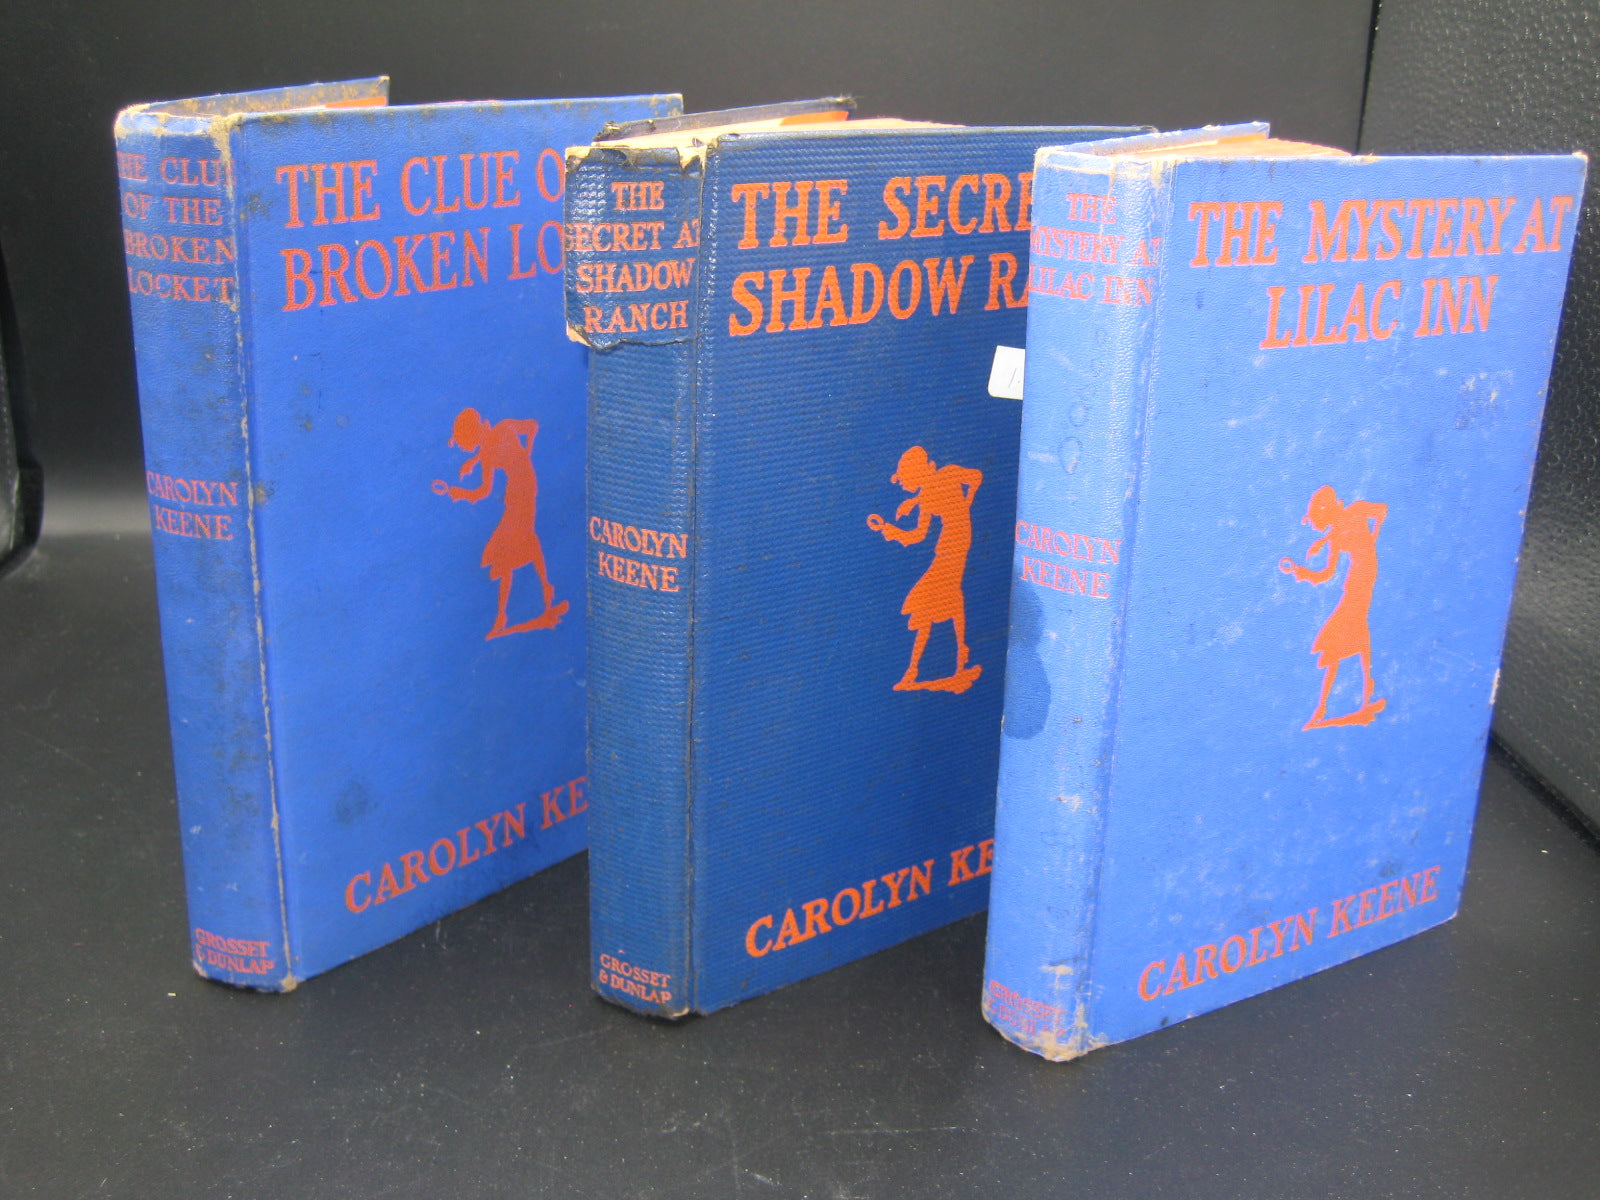 THE CLU
OF THE
BROKEN
LOCKET
CAROLYN
KEENE
GROSSET
& DUNLAP
THE CLUE O
BROKEN LO
CAROLYN KE
THE
SECRET AT
SHADOW
RANCH
CAROLYN
KEENE
GROSSET
& DUNLAP
THE SECRE
SHADOW RA
CAROLYN KE
1.
THE
MYSTERY AT
LILAC INN
CAROLYN
KEENE
THE MYSTERY AT
LILAC INN
CAROLYN KEENE